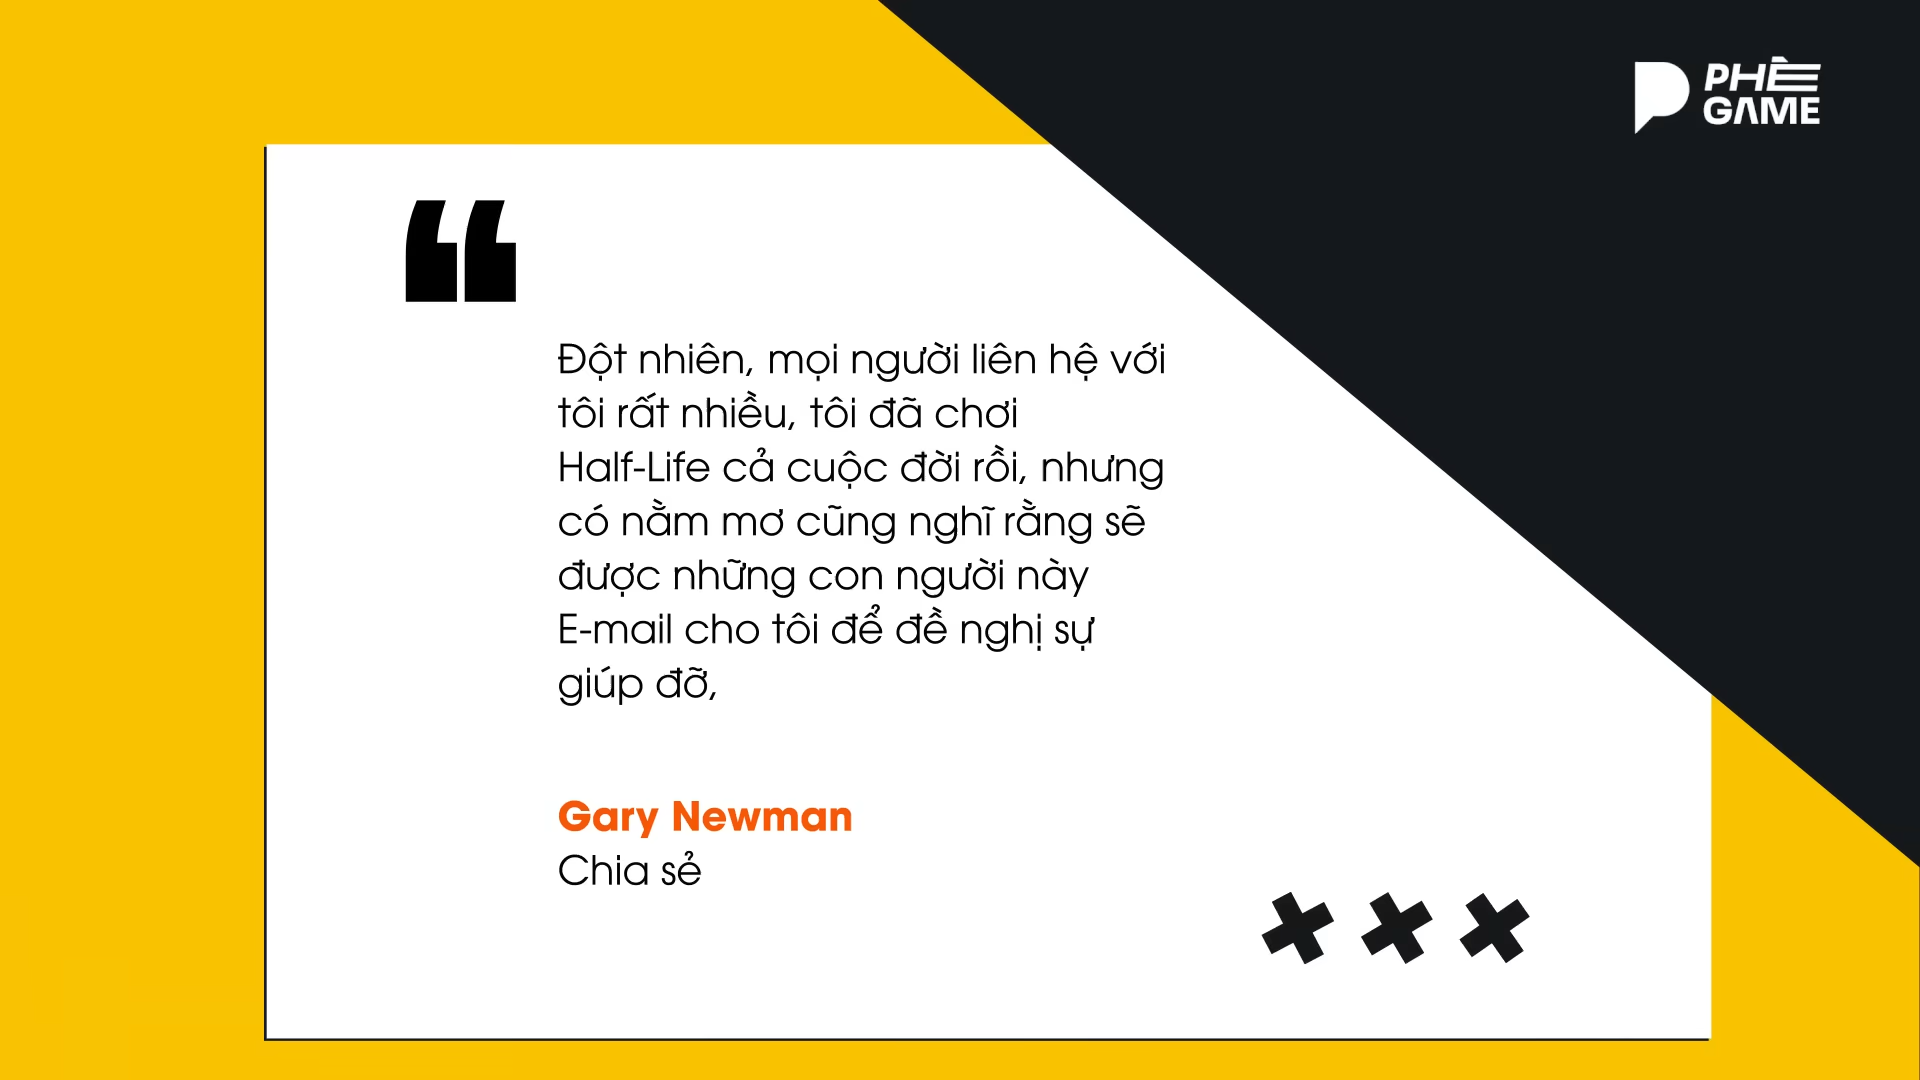 PHÊ
GAME
“
Đột nhiên, mọi người liên hệ với
tôi rất nhiều, tôi đã chơi
Half-Life cả cuộc đời rồi, nhưng
có nằm mơ cũng nghĩ rằng sẽ
được những con người này
E-mail cho tôi để đề nghị sự
giúp đỡ,
Gary Newman
Chia sẻ